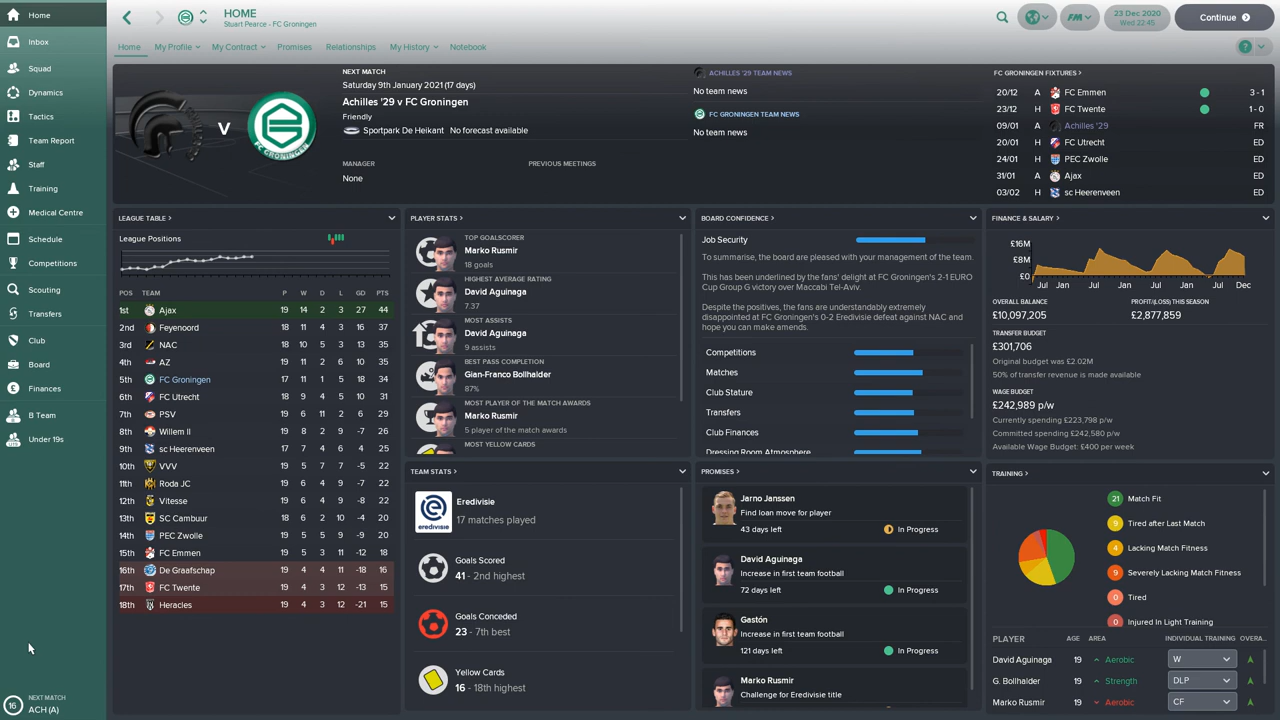 Home
Inbox
Squad
Dynamics
Tactics
Team Report
Staff
Training
Medical Centre
Schedule
Competitions
Scouting
Transfers
Club
Board
Finances
B Team
Under 19s
16
NEXT MATCH
ACH (A)
HOME
Stuart Pearce - FC Groningen
FM
23 Dec 2020
Wed 22:45
Continue
Home My Profile My Contract Promises Relationships My History Notebook
?
V
FC GRONINGEN
NEXT MATCH
Saturday 9th January 2021 (17 days)
Achilles '29 v FC Groningen
Friendly
Sportpark De Heikant No forecast available
MANAGER PREVIOUS MEETINGS
None
ACHILLES '29 TEAM NEWS
No team news
FC GRONINGEN TEAM NEWS
No team news
FC GRONINGEN FIXTURES >
20/12 A FC Emmen 3 - 1
23/12 H FC Twente 1 - 0
09/01 A Achilles '29 FR
20/01 H FC Utrecht ED
24/01 H PEC Zwolle ED
31/01 A Ajax ED
03/02 H sc Heerenveen ED
LEAGUE TABLE >
League Positions
POS TEAM P W D L GD PTS
1st Ajax 19 14 2 3 27 44
2nd Feyenoord 18 11 4 3 16 37
3rd NAC 18 10 5 3 13 35
4th AZ 19 11 2 6 10 35
5th FC Groningen 17 11 1 5 18 34
6th FC Utrecht 18 9 4 5 10 31
7th PSV 19 6 11 2 6 29
8th Willem II 19 8 2 9 -7 26
9th sc Heerenveen 17 7 4 6 4 25
10th VVV 19 5 7 7 -5 22
11th Roda JC 19 6 4 9 -7 22
12th Vitesse 19 6 4 9 -8 22
13th SC Cambuur 18 6 2 10 -4 20
14th PEC Zwolle 19 5 5 9 -9 20
15th FC Emmen 19 5 3 11 -12 18
16th De Graafschap 19 4 4 11 -18 16
17th FC Twente 19 4 3 12 -13 15
18th Heracles 19 4 3 12 -21 15
PLAYER STATS >
TOP GOALSCORER
Marko Rusmir
18 goals
HIGHEST AVERAGE RATING
David Aguinaga
7.37
MOST ASSISTS
David Aguinaga
9 assists
BEST PASS COMPLETION
Gian-Franco Bollhalder
87%
MOST PLAYER OF THE MATCH AWARDS
Marko Rusmir
5 player of the match awards
MOST YELLOW CARDS
TEAM STATS >
eredivisie
Eredivisie
17 matches played
Goals Scored
41 - 2nd highest
Goals Conceded
23 - 7th best
Yellow Cards
16 - 18th highest
BOARD CONFIDENCE >
Job Security
To summarise, the board are pleased with your management of the team.
This has been underlined by the fans' delight at FC Groningen's 2-1 EURO
Cup Group G victory over Maccabi Tel-Aviv.
Despite the positives, the fans are understandably extremely
disappointed at FC Groningen's 0-2 Eredivisie defeat against NAC and
hope you can make amends.
Competitions
Matches
Club Stature
Transfers
Club Finances
Dressing Room Atmosphere
PROMISES >
Jarno Janssen
Find loan move for player
43 days left In Progress
David Aguinaga
Increase in first team football
72 days left In Progress
Gastón
Increase in first team football
121 days left In Progress
Marko Rusmir
Challenge for Eredivisie title
FINANCE & SALARY >
£16M
£8M
£0
Jul Jan Jul Jan Jul Jan Jul Dec
OVERALL BALANCE PROFIT/(LOSS) THIS SEASON
£10,097,205 £2,877,859
TRANSFER BUDGET
£301,706
Original budget was £2.02M
50% of transfer revenue is made available
WAGE BUDGET
£242,989 p/w
Currently spending £223,798 p/w
Committed spending £242,580 p/w
Available Wage Budget: £400 per week
TRAINING >
21 Match Fit
9 Tired after Last Match
4 Lacking Match Fitness
9 Severely Lacking Match Fitness
0 Tired
0 Injured In Light Training
PLAYER AGE AREA INDIVIDUAL TRAINING OVERA...
David Aguinaga 19 Aerobic W
G. Bollhalder 19 Strength DLP
Marko Rusmir 19 Aerobic CF